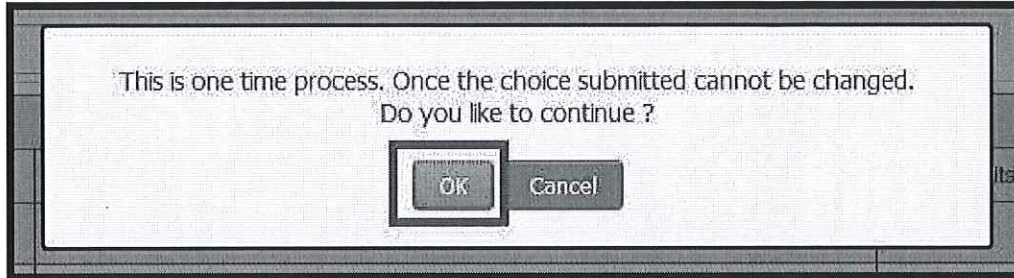 This is one time process. Once the choice submitted cannot be changed.
Do you like to continue ?
OK
Cancel
its